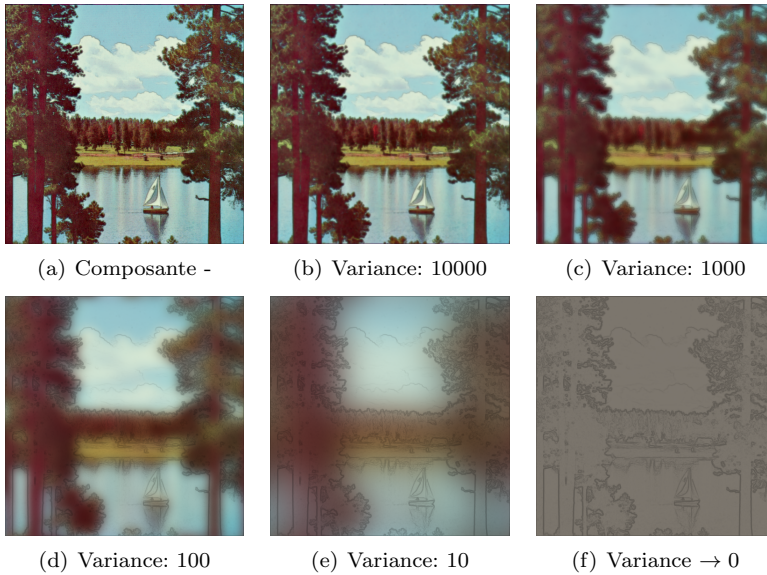 (a) Composante -
(b) Variance: 10000
(c) Variance: 1000
(d) Variance: 100
(e) Variance: 10
(f) Variance → 0